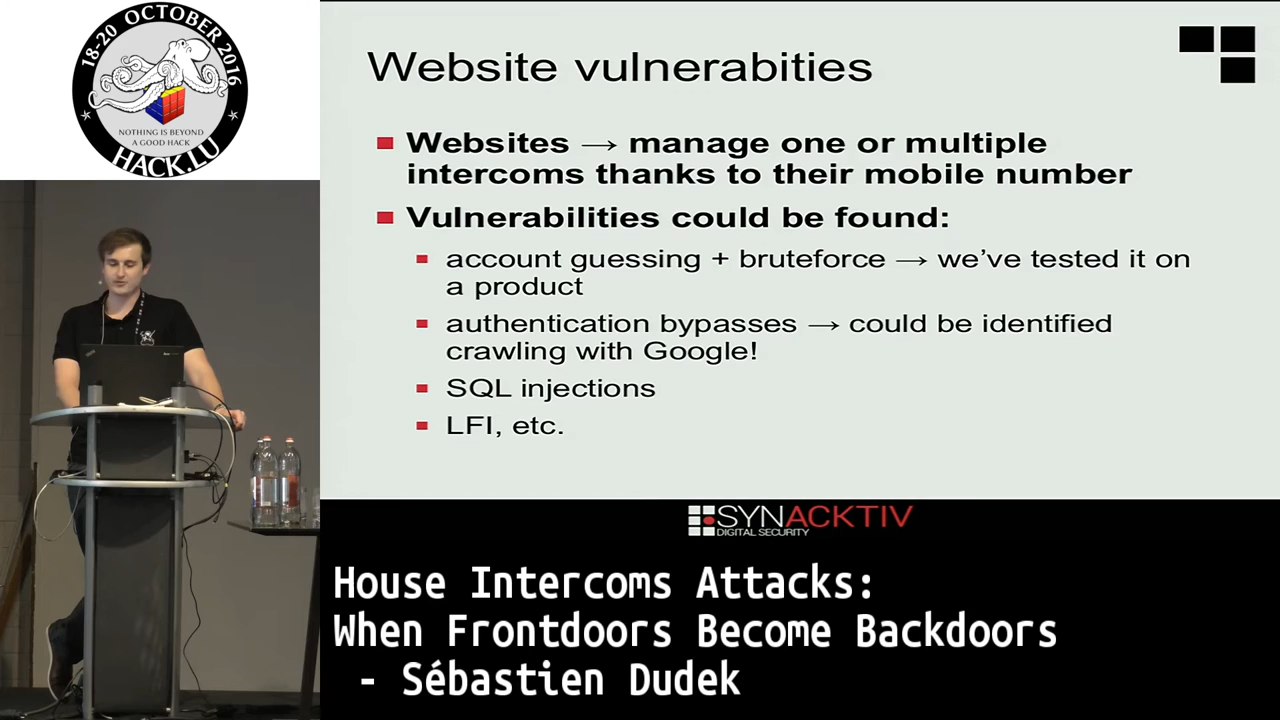 18-20 OCTOBER 2016
NOTHING IS BEYOND
A GOOD HACK
HACK.LU
Website vulnerabities
Websites → manage one or multiple
intercoms thanks to their mobile number
Vulnerabilities could be found:
account guessing + bruteforce → we've tested it on
a product
authentication bypasses → could be identified
crawling with Google!
SQL injections
LFI, etc.
SYNACKTIV
DIGITAL SECURITY
House Intercoms Attacks:
When Frontdoors Become Backdoors
- Sébastien Dudek